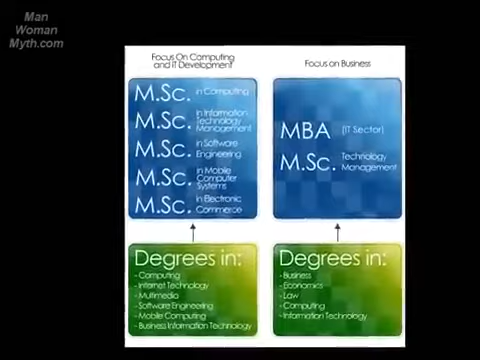 Man
Woman
Myth.com
Focus On Computing
and IT Development
M.Sc. in Computing
M.Sc. in Information
Technology
Management
M.Sc. in Software
Engineering
M.Sc. in Mobile
Computer
Systems
M.Sc. in Electronic
Commerce
Focus on Business
MBA (IT Sector)
M.Sc. Technology
Management
Degrees in:
- Computing
- Internet Technology
- Multimedia
- Software Engineering
- Mobile Computing
- Business Information Technology
Degrees in:
- Business
- Economics
- Law
- Computing
- Information Technology